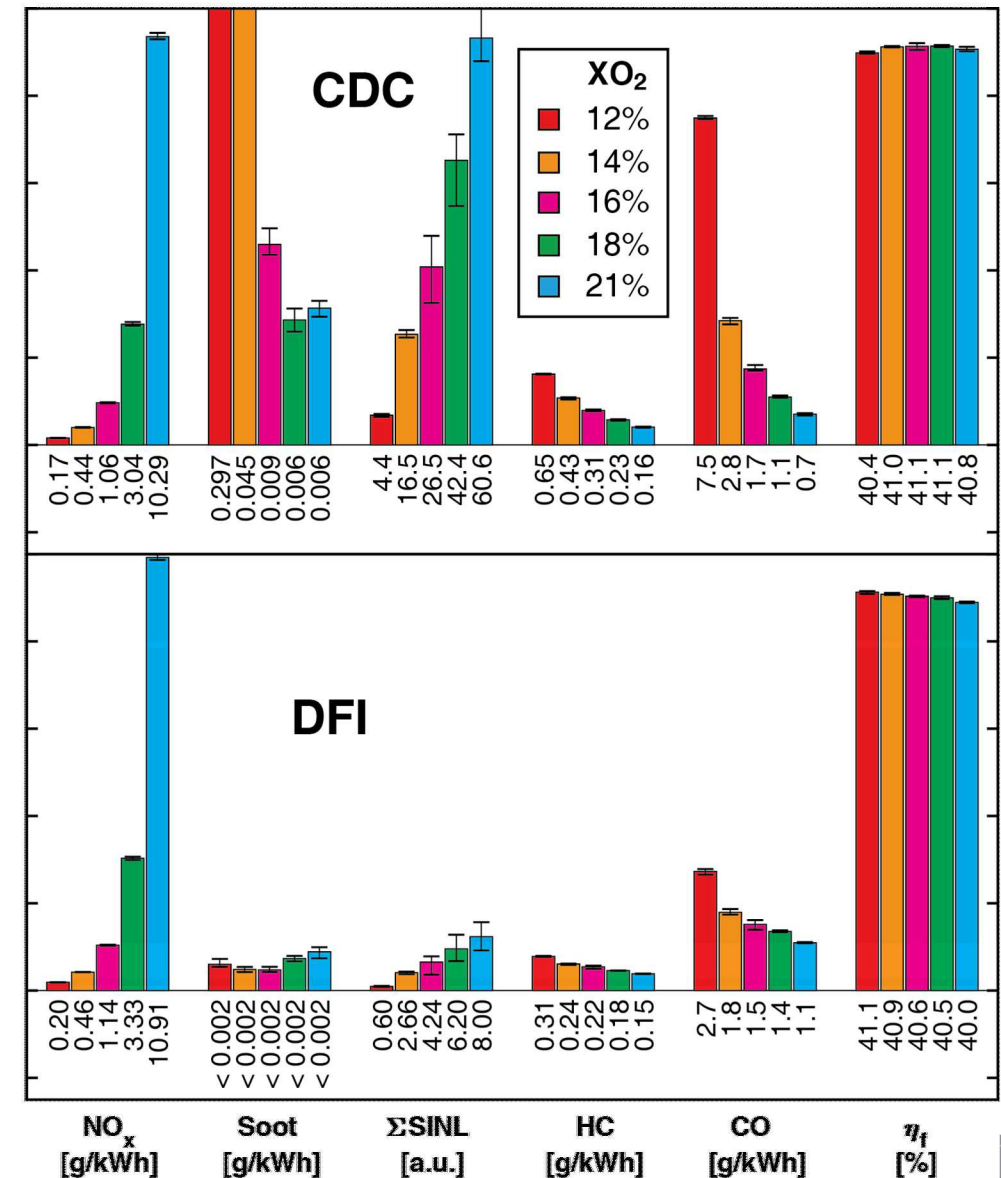 CDC
XO₂
12%
14%
16%
18%
21%
0.17 0.44 1.06 3.04 10.29 0.297 0.045 0.009 0.006 0.006 4.4 16.5 26.5 42.4 60.6 0.65 0.43 0.31 0.23 0.16 7.5 2.8 1.7 1.1 0.7 40.4 41.0 41.1 41.1 40.8
DFI
0.20 0.46 1.14 3.33 10.91 < 0.002 < 0.002 < 0.002 < 0.002 < 0.002 0.60 2.66 4.24 6.20 8.00 0.31 0.24 0.22 0.18 0.15 2.7 1.8 1.5 1.4 1.1 41.1 40.9 40.6 40.5 40.0
NOₓ Soot ΣSINL HC CO η_f
[g/kWh] [g/kWh] [a.u.] [g/kWh] [g/kWh] [%]